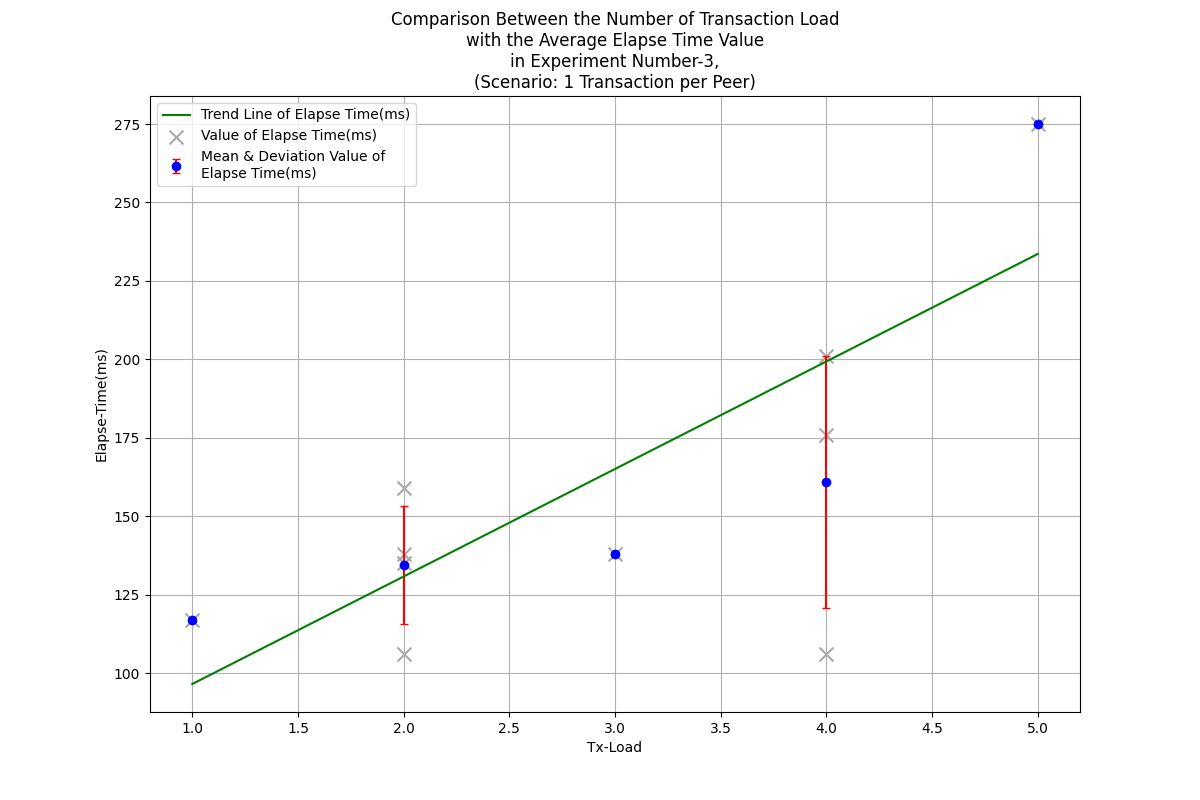 Comparison Between the Number of Transaction Load
with the Average Elapse Time Value
in Experiment Number-3,
(Scenario: 1 Transaction per Peer)
Trend Line of Elapse Time(ms)
Value of Elapse Time(ms)
Mean & Deviation Value of
Elapse Time(ms)
275
250
225
200
175
150
125
100
Elapse-Time(ms)
1.0 1.5 2.0 2.5 3.0 3.5 4.0 4.5 5.0
Tx-Load